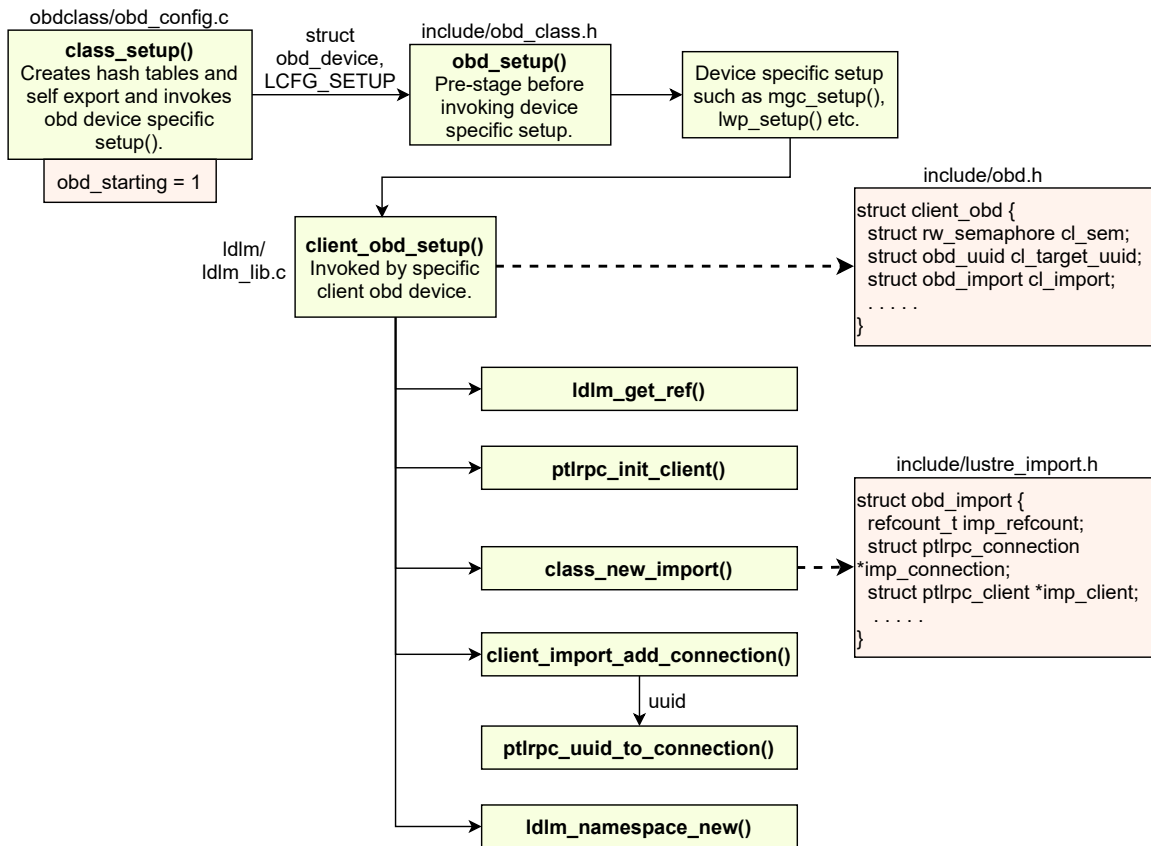 obdclass/obd_config.c
class_setup()
Creates hash tables and
self export and invokes
obd device specific
setup().
obd_starting = 1
struct
obd_device,
LCFG_SETUP
include/obd_class.h
obd_setup()
Pre-stage before
invoking device
specific setup.
Device specific setup
such as mgc_setup(),
lwp_setup() etc.
ldlm/
ldlm_lib.c
client_obd_setup()
Invoked by specific
client obd device.
include/obd.h
struct client_obd {
struct rw_semaphore cl_sem;
struct obd_uuid cl_target_uuid;
struct obd_import cl_import;
. . . . .
}
ldlm_get_ref()
ptlrpc_init_client()
class_new_import()
include/lustre_import.h
struct obd_import {
refcount_t imp_refcount;
struct ptlrpc_connection
*imp_connection;
struct ptlrpc_client *imp_client;
. . . . .
}
client_import_add_connection()
uuid
ptlrpc_uuid_to_connection()
ldlm_namespace_new()